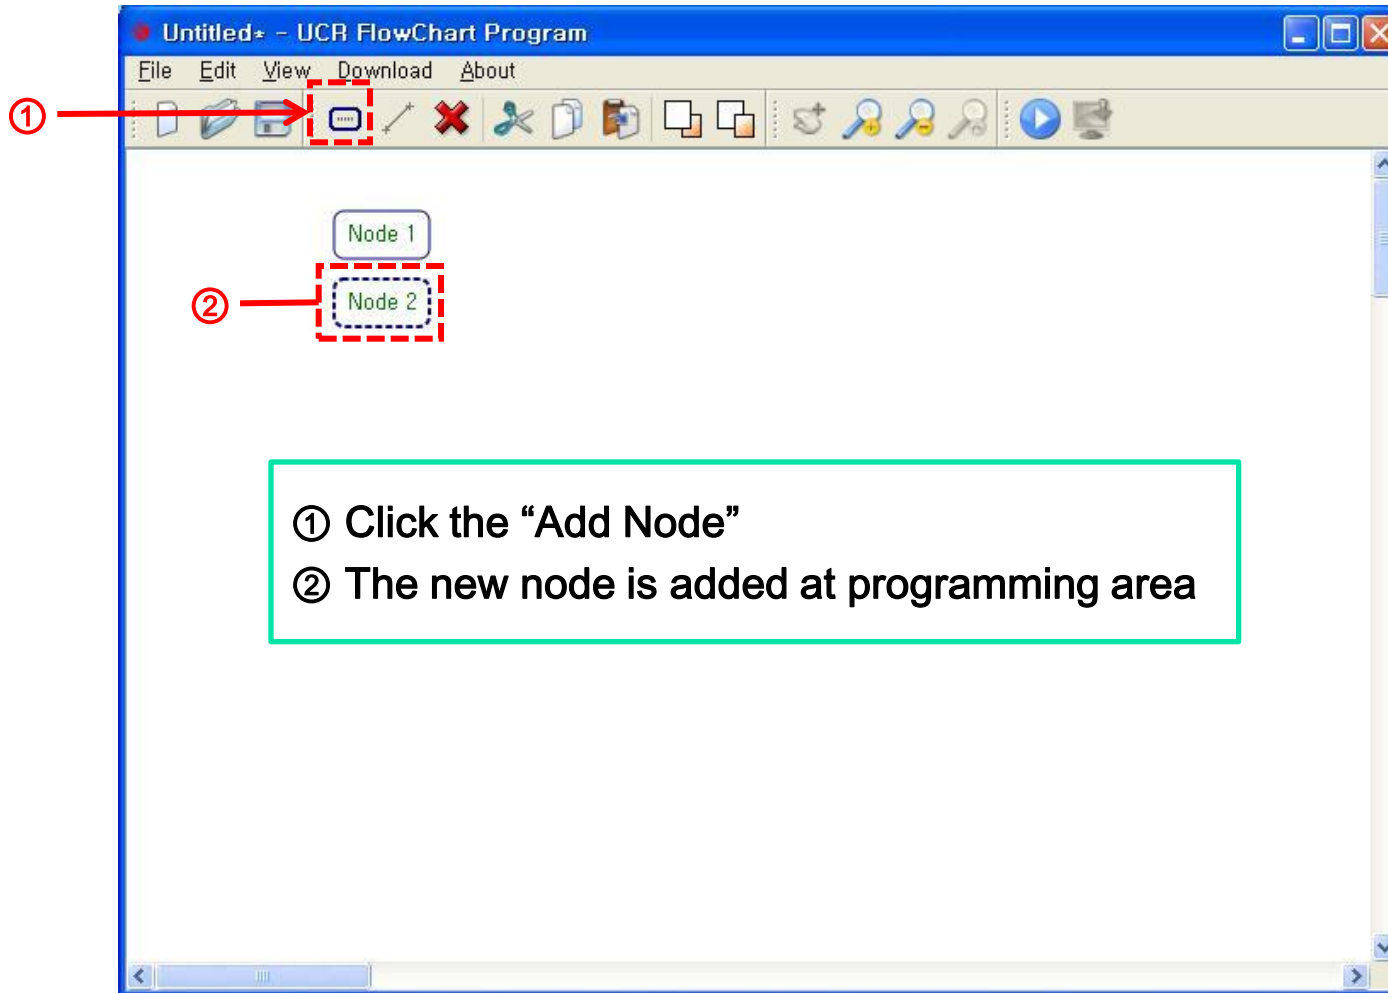 Untitled* - UCR FlowChart Program
File Edit View Download About
①
Node 1
② Node 2
① Click the “Add Node”
② The new node is added at programming area